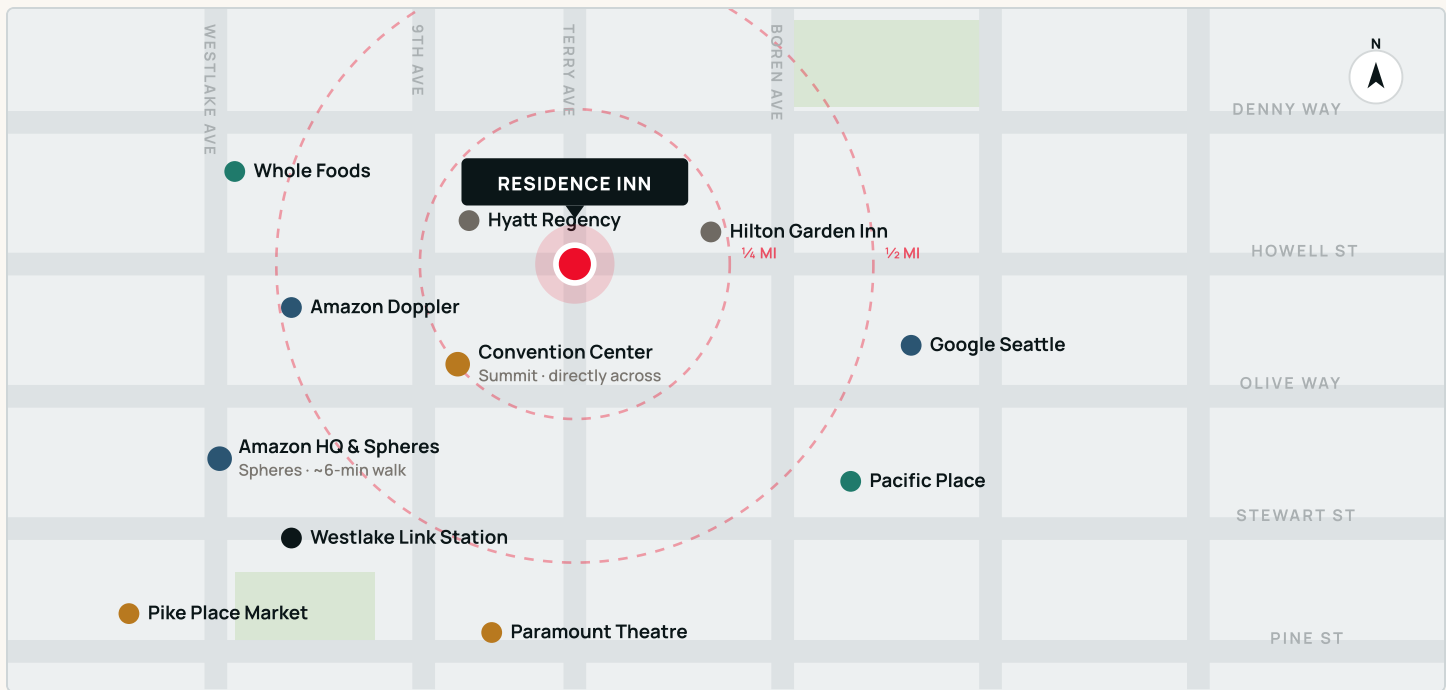 WESTLAKE AVE
9TH AVE
TERRY AVE
BOREN AVE
N
DENNY WAY
Whole Foods
RESIDENCE INN
Hyatt Regency
Hilton Garden Inn
¼ MI
½ MI
HOWELL ST
Amazon Doppler
Convention Center
Summit · directly across
Google Seattle
OLIVE WAY
Amazon HQ & Spheres
Spheres · ~6-min walk
Pacific Place
STEWART ST
Westlake Link Station
Pike Place Market
Paramount Theatre
PINE ST